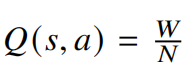 Q(s, a) = W/N